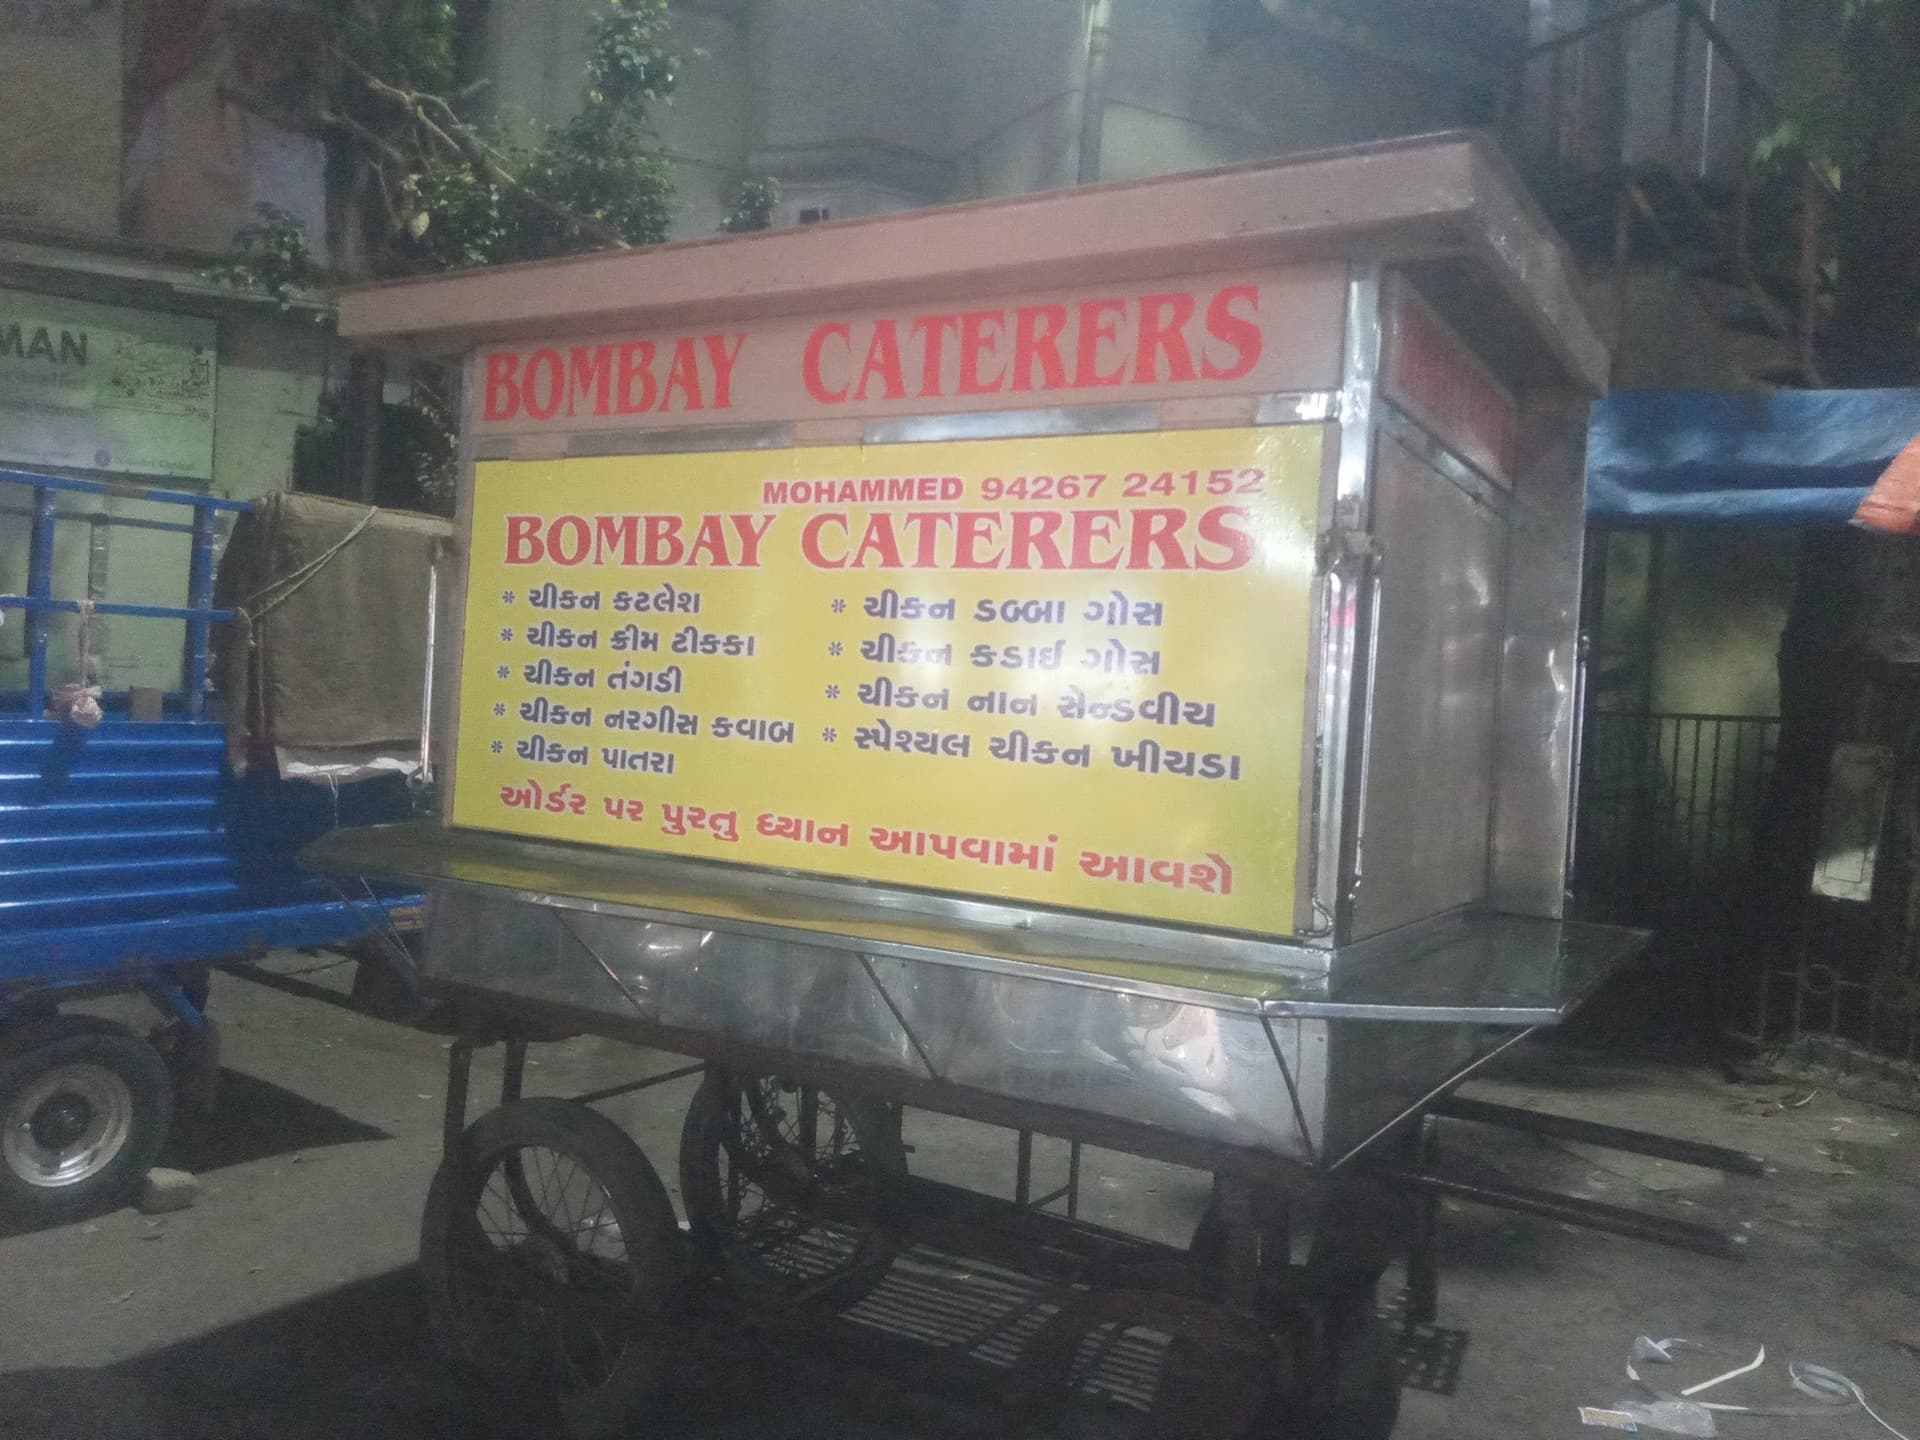 BOMBAY CATERERS
MOHAMMED 94267 24152
BOMBAY CATERERS
* ચીકન કટલેશ
* ચીકન ક્રીમ ટીકકા
* ચીકન તંગડી
* ચીકન નરગીસ કવાબ
* ચીકન પાતરા
* ચીકન ડબ્બા ગોસ
* ચીકન કડાઇ ગોસ
* ચીકન નાન સેન્ડવીચ
* સ્પેશ્યલ ચીકન ખીચડા
ઓર્ડર પર પુરતુ ધ્યાન આપવામાં આવશે
MAN